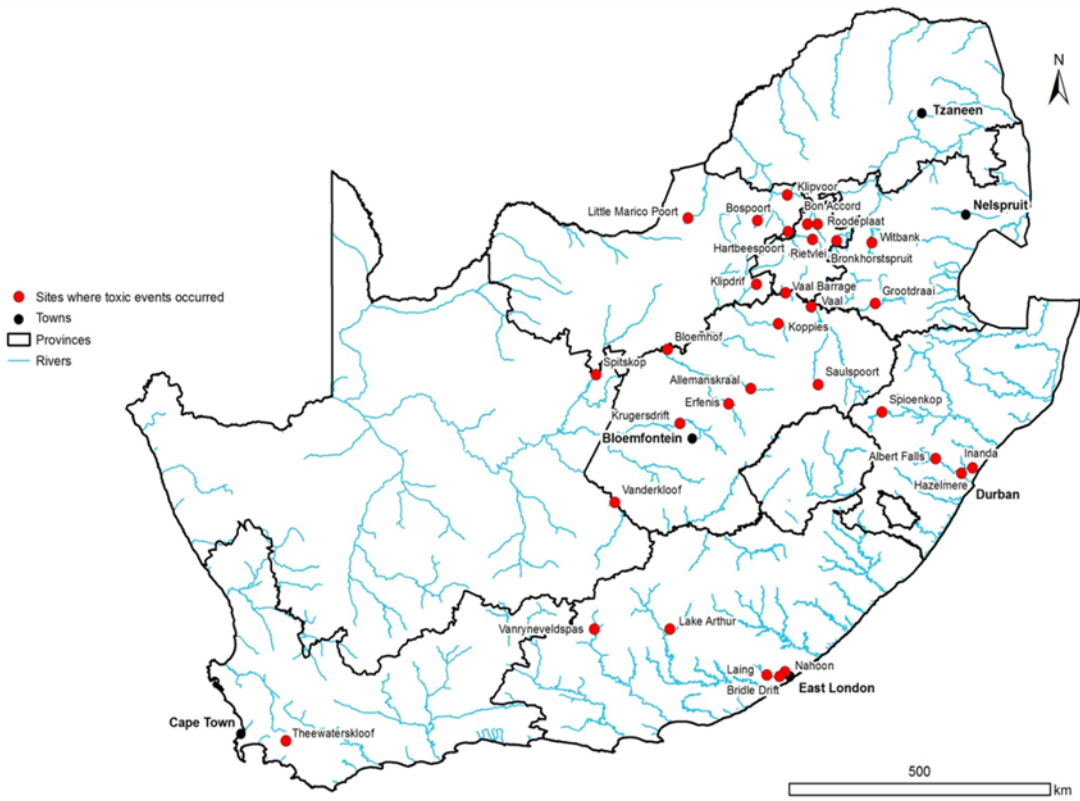 N
Tzaneen
Klipvoor
Bospoort
Bon Accord
Nelspruit
Little Marico Poort
Roodeplaat
Hartbeespoort
Rietvlei
Witbank
Bronkhorstspruit
Klipdrif
Vaal Barrage
Grootdraai
Vaal
Sites where toxic events occurred
Towns
Provinces
Rivers
Koppies
Bloemhof
Spitskop
Saulspoort
Allemanskraal
Erfenis
Spioenkop
Krugersdrift
Bloemfontein
Albert Falls
Inanda
Hazelmere
Durban
Vanderkloof
Vanryneveldspas
Lake Arthur
Laing
Nahoon
Bridle Drift
East London
Cape Town
Theewaterskloof
500
km